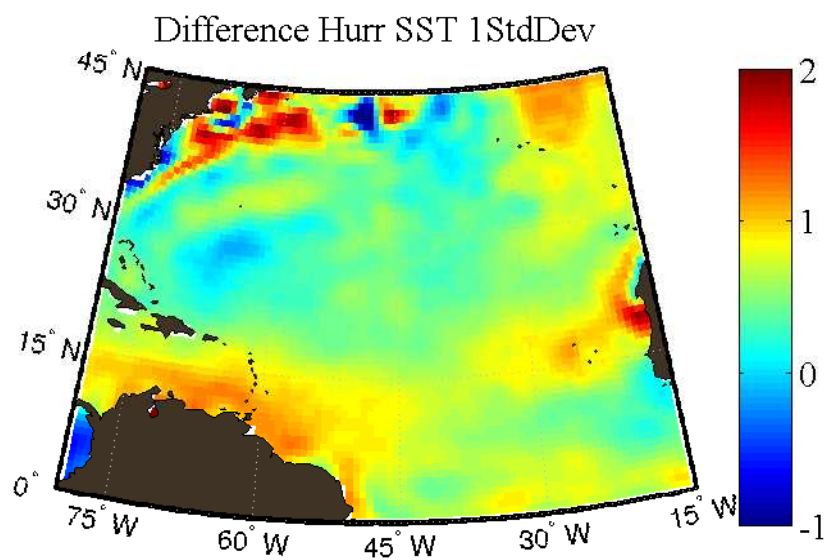 Difference Hurr SST 1StdDev
45° N
30° N
15° N
0°
75° W
60° W
45° W
30° W
15° W
2
1
0
-1